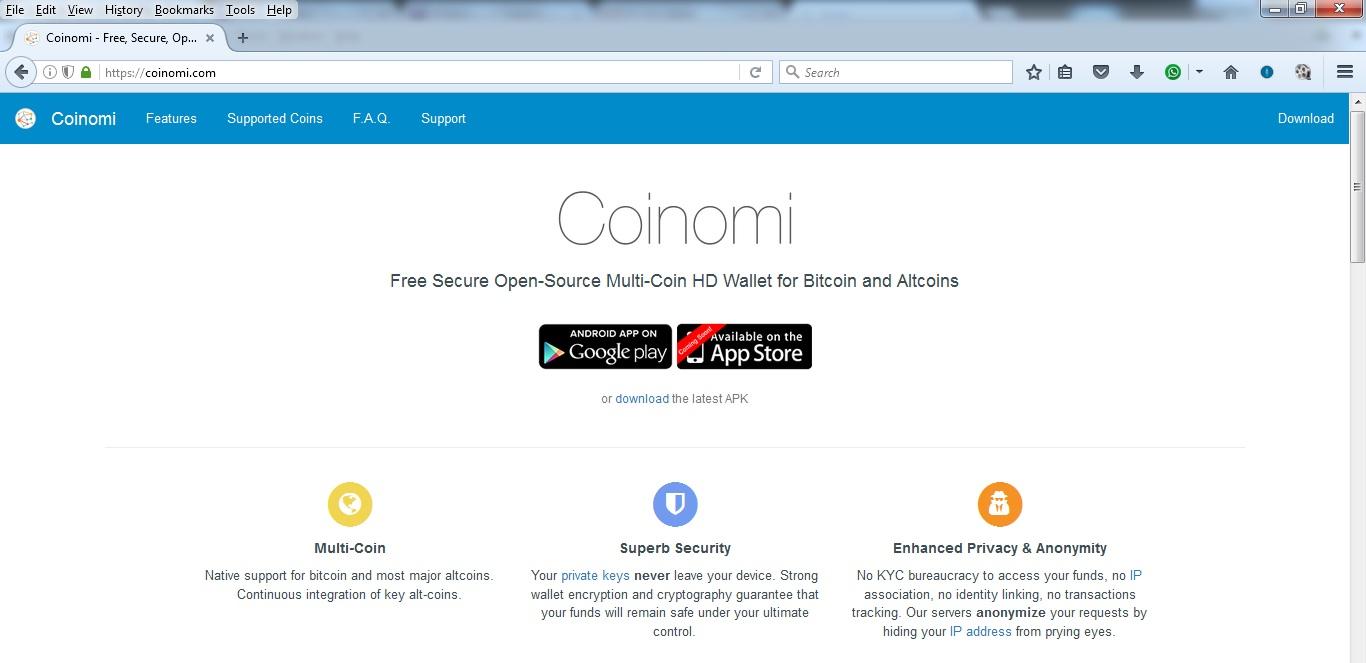 File Edit View History Bookmarks Tools Help
Coinomi - Free, Secure, Op...
https://coinomi.com
Search
Coinomi Features Supported Coins F.A.Q. Support Download
Coinomi
Free Secure Open-Source Multi-Coin HD Wallet for Bitcoin and Altcoins
ANDROID APP ON
Google play
Coming Soon!
Available on the
App Store
or download the latest APK
Multi-Coin
Native support for bitcoin and most major altcoins.
Continuous integration of key alt-coins.
Superb Security
Your private keys never leave your device. Strong
wallet encryption and cryptography guarantee that
your funds will remain safe under your ultimate
control.
Enhanced Privacy & Anonymity
No KYC bureaucracy to access your funds, no IP
association, no identity linking, no transactions
tracking. Our servers anonymize your requests by
hiding your IP address from prying eyes.